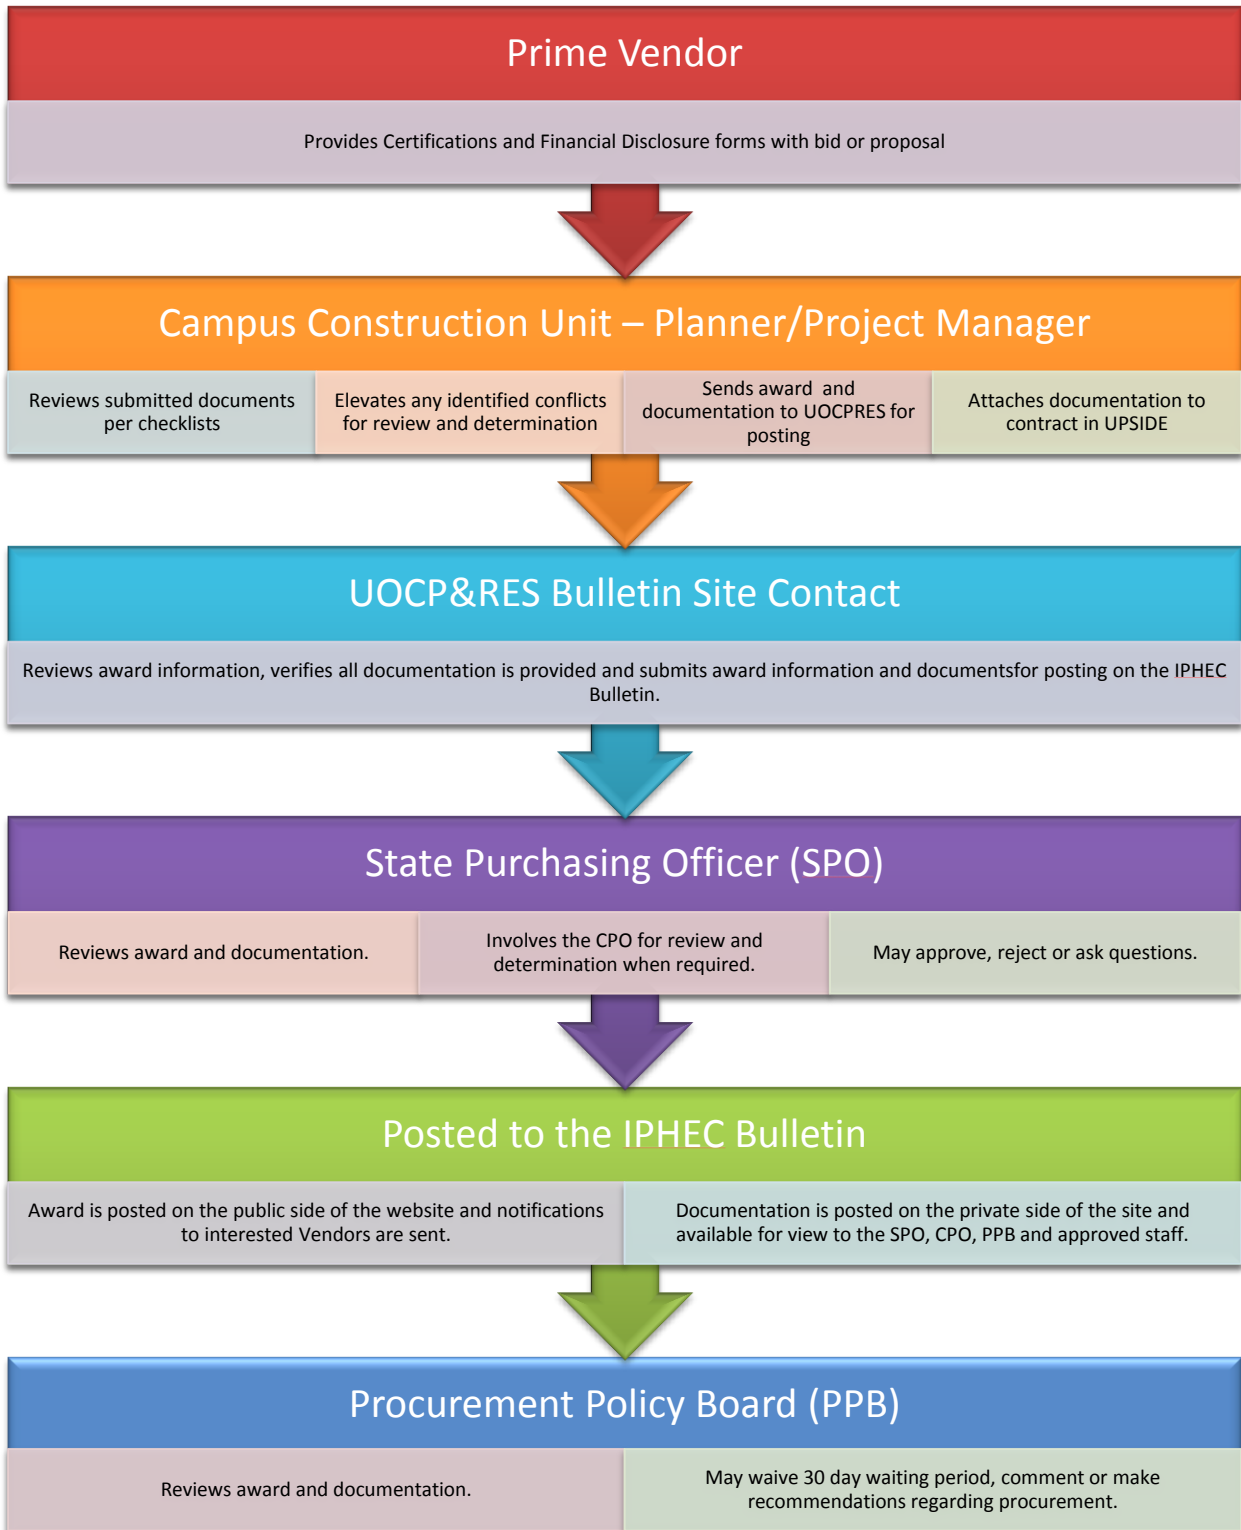 Prime Vendor
Provides Certifications and Financial Disclosure forms with bid or proposal
Campus Construction Unit – Planner/Project Manager
Reviews submitted documents
per checklists
Elevates any identified conflicts
for review and determination
Sends award and
documentation to UOCPRES for
posting
Attaches documentation to
contract in UPSIDE
UOCP&RES Bulletin Site Contact
Reviews award information, verifies all documentation is provided and submits award information and documentsfor posting on the IPHEC
Bulletin.
State Purchasing Officer (SPO)
Reviews award and documentation.
Involves the CPO for review and
determination when required.
May approve, reject or ask questions.
Posted to the IPHEC Bulletin
Award is posted on the public side of the website and notifications
to interested Vendors are sent.
Documentation is posted on the private side of the site and
available for view to the SPO, CPO, PPB and approved staff.
Procurement Policy Board (PPB)
Reviews award and documentation.
May waive 30 day waiting period, comment or make
recommendations regarding procurement.